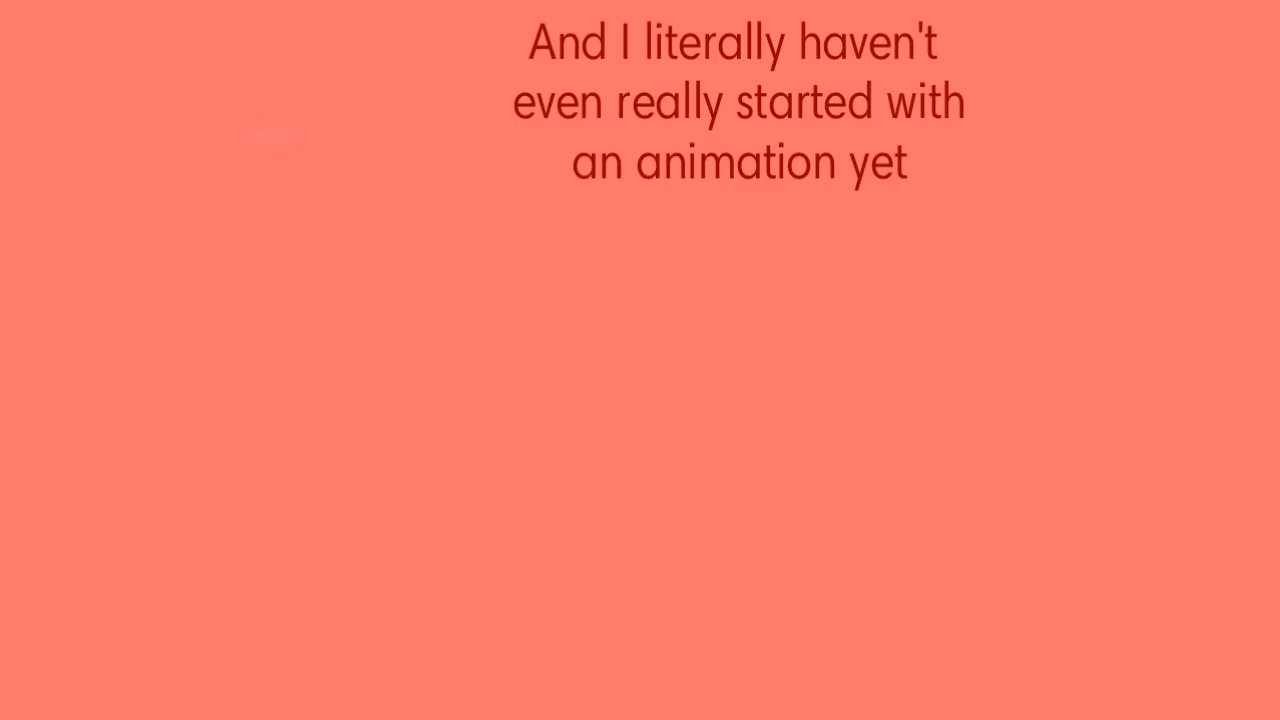 And I literally haven't
even really started with
an animation yet